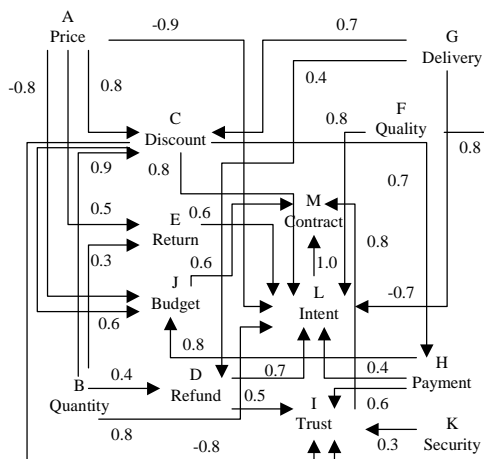 A
Price
-0.9
0.7
G
Delivery
-0.8
0.8
0.4
F
Quality
0.8
0.8
C
Discount
0.9
0.8
0.7
M
Contract
0.5
E
Return
0.6
0.8
0.3
0.6
1.0
J
Budget
L
Intent
-0.7
0.6
0.8
H
Payment
B
Quantity
0.4
D
Refund
0.7
0.4
0.5
I
Trust
0.6
K
Security
0.8
-0.8
0.3